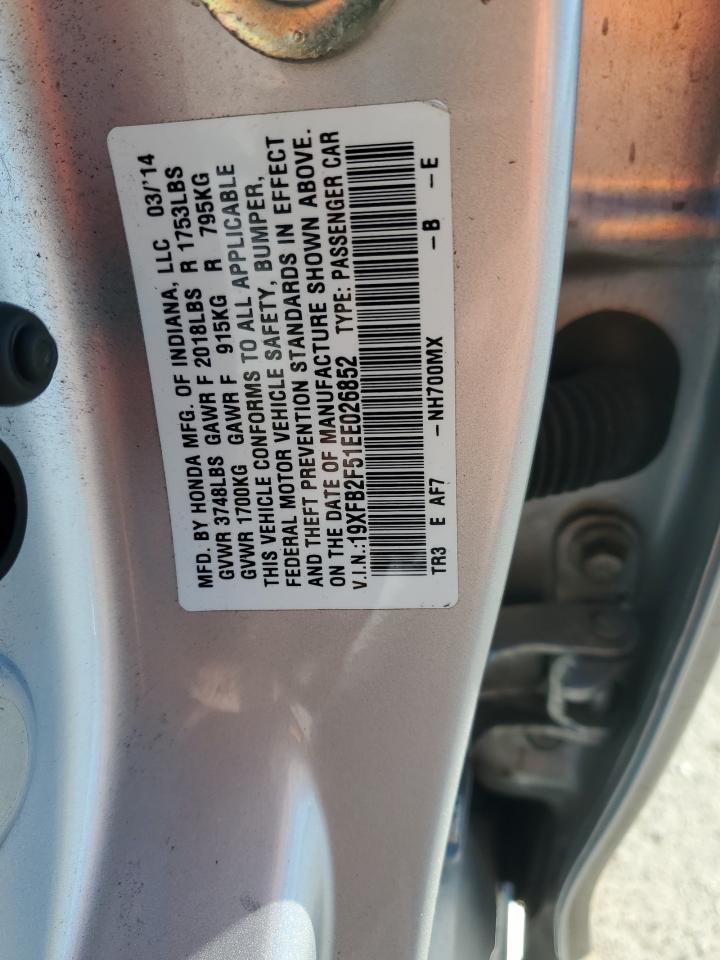 MFD. BY HONDA MFG. OF INDIANA, LLC 03/'14
GVWR 3748LBS GAWR F 2018LBS R 1753LBS
GVWR 1700KG GAWR F 915KG R 795KG
THIS VEHICLE CONFORMS TO ALL APPLICABLE
FEDERAL MOTOR VEHICLE SAFETY, BUMPER,
AND THEFT PREVENTION STANDARDS IN EFFECT
ON THE DATE OF MANUFACTURE SHOWN ABOVE.
V.I.N.:19XFB2F51EE026852 TYPE: PASSENGER CAR
TR3 E AF7 -NH700MX -B -E